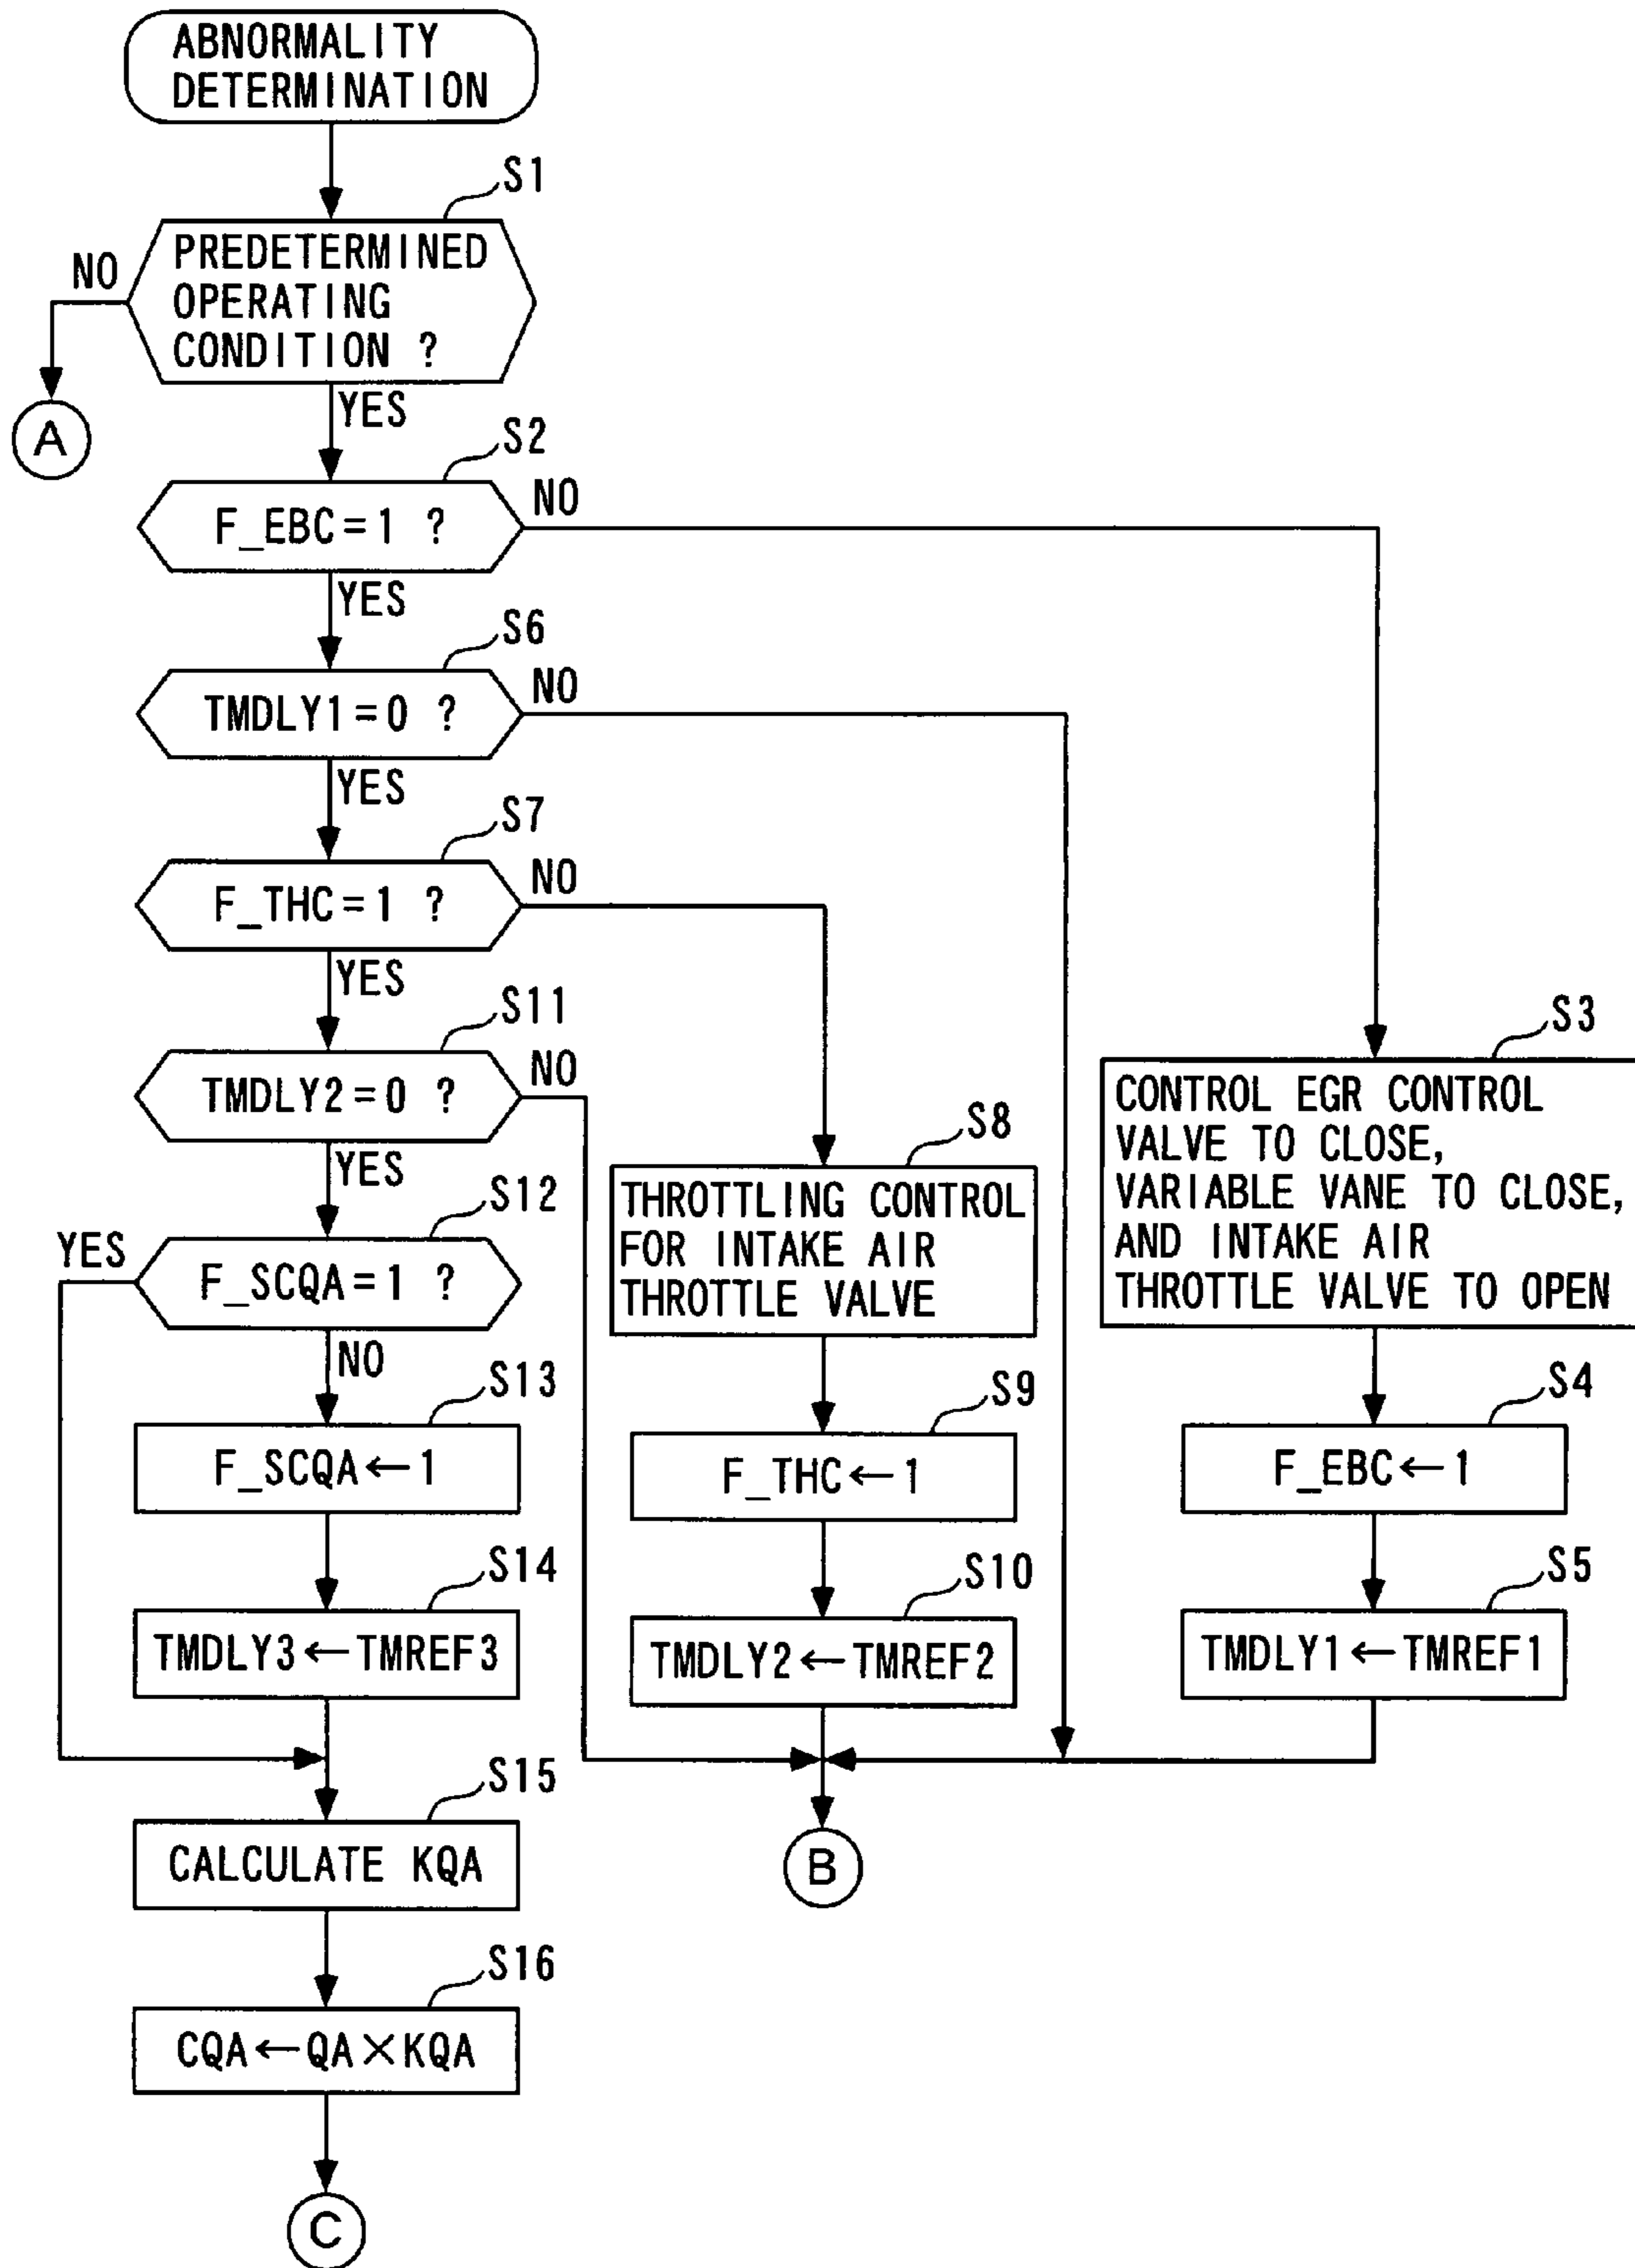 ABNORMALITY
DETERMINATION
S1
PREDETERMINED
OPERATING
CONDITION ?
NO
A
YES
S2
F_EBC=1 ?
NO
YES
S6
TMDLY1=0 ?
NO
YES
S7
F_THC=1 ?
NO
YES
S11
TMDLY2=0 ?
NO
YES
S12
F_SCQA=1 ?
YES
NO
S13
F_SCQA←1
S14
TMDLY3←TMREF3
S15
CALCULATE KQA
S16
CQA←QA×KQA
C
S8
THROTTLING CONTROL
FOR INTAKE AIR
THROTTLE VALVE
S9
F_THC←1
S10
TMDLY2←TMREF2
B
S3
CONTROL EGR CONTROL
VALVE TO CLOSE,
VARIABLE VANE TO CLOSE,
AND INTAKE AIR
THROTTLE VALVE TO OPEN
S4
F_EBC←1
S5
TMDLY1←TMREF1